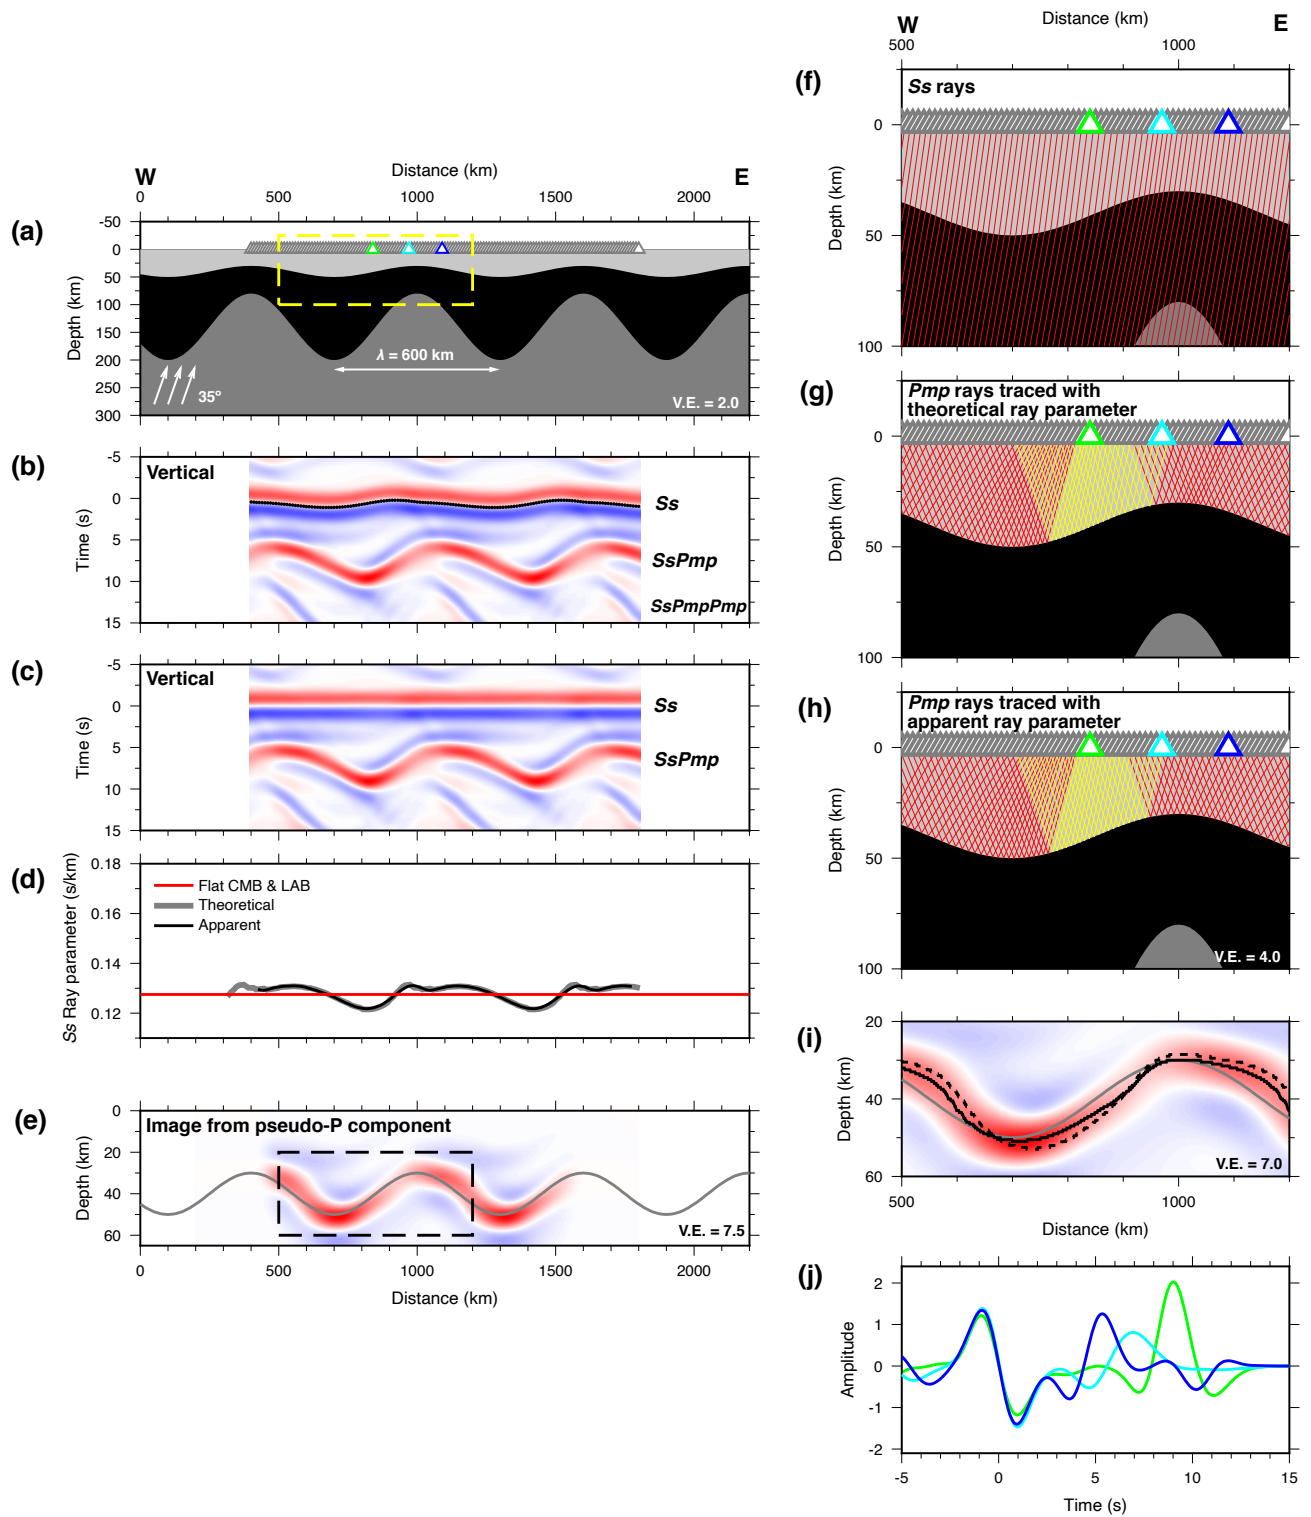 W
Distance (km)
E
0
500
1000
1500
2000
(a)
-50
0
50
100
150
200
250
300
Depth (km)
λ = 600 km
35°
V.E. = 2.0
(b)
Vertical
-5
0
5
10
15
Time (s)
Ss
SsPmp
SsPmpPmp
(c)
Vertical
-5
0
5
10
15
Time (s)
Ss
SsPmp
(d)
0.18
0.16
0.14
0.12
Ss Ray parameter (s/km)
Flat CMB & LAB
Theoretical
Apparent
(e)
Image from pseudo-P component
0
20
40
60
Depth (km)
V.E. = 7.5
0
500
1000
1500
2000
Distance (km)
Distance (km)
W
E
500
1000
(f)
Ss rays
0
50
100
Depth (km)
(g)
Pmp rays traced with
theoretical ray parameter
0
50
100
Depth (km)
(h)
Pmp rays traced with
apparent ray parameter
0
50
100
Depth (km)
V.E. = 4.0
(i)
20
40
60
Depth (km)
V.E. = 7.0
500
1000
Distance (km)
(j)
2
1
0
-1
-2
Amplitude
-5
0
5
10
15
Time (s)